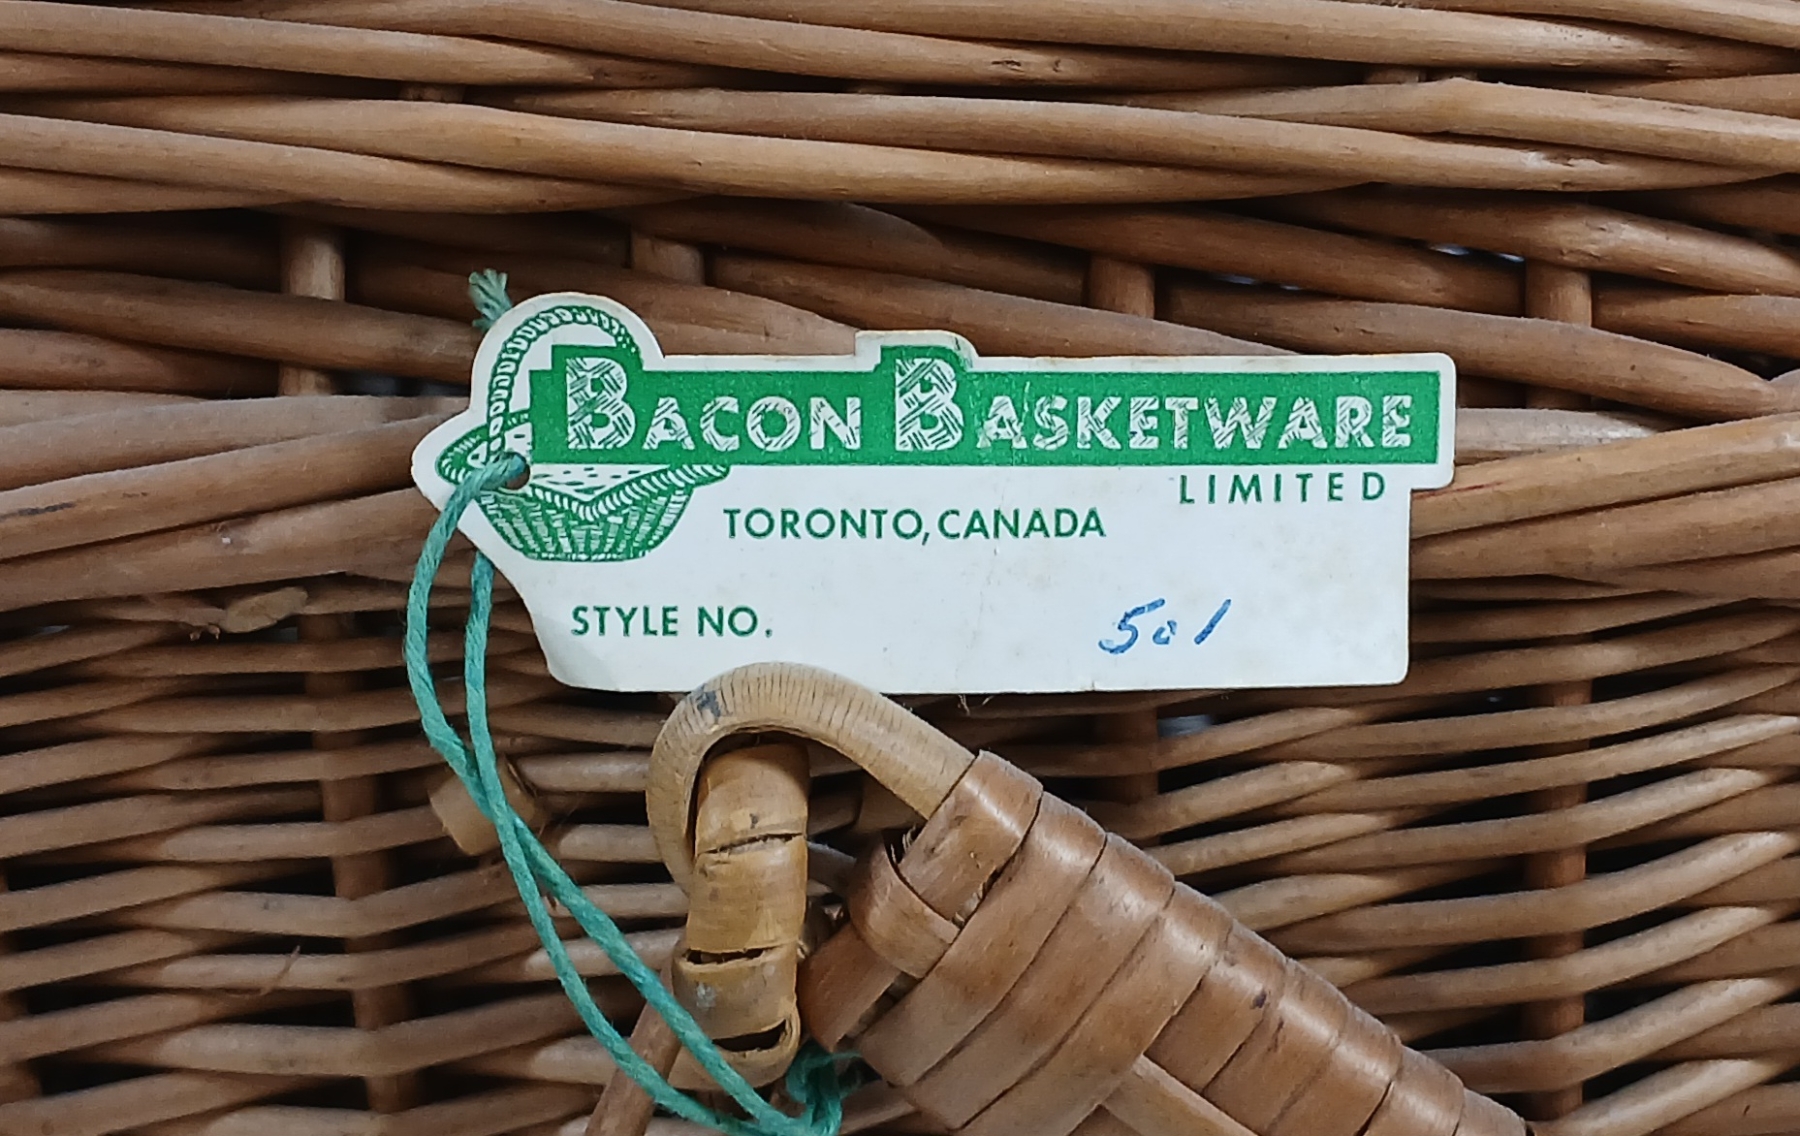 BACON BASKETWARE
LIMITED
TORONTO, CANADA
STYLE NO. 501